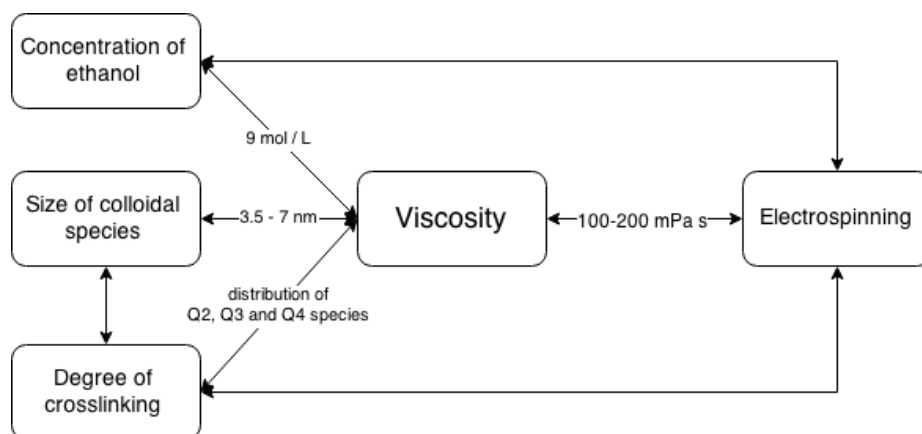 Concentration of
ethanol
9 mol / L
Size of colloidal
species
3.5 - 7 nm
Viscosity
100-200 mPa s
Electrospinning
distribution of
Q2, Q3 and Q4 species
Degree of
crosslinking